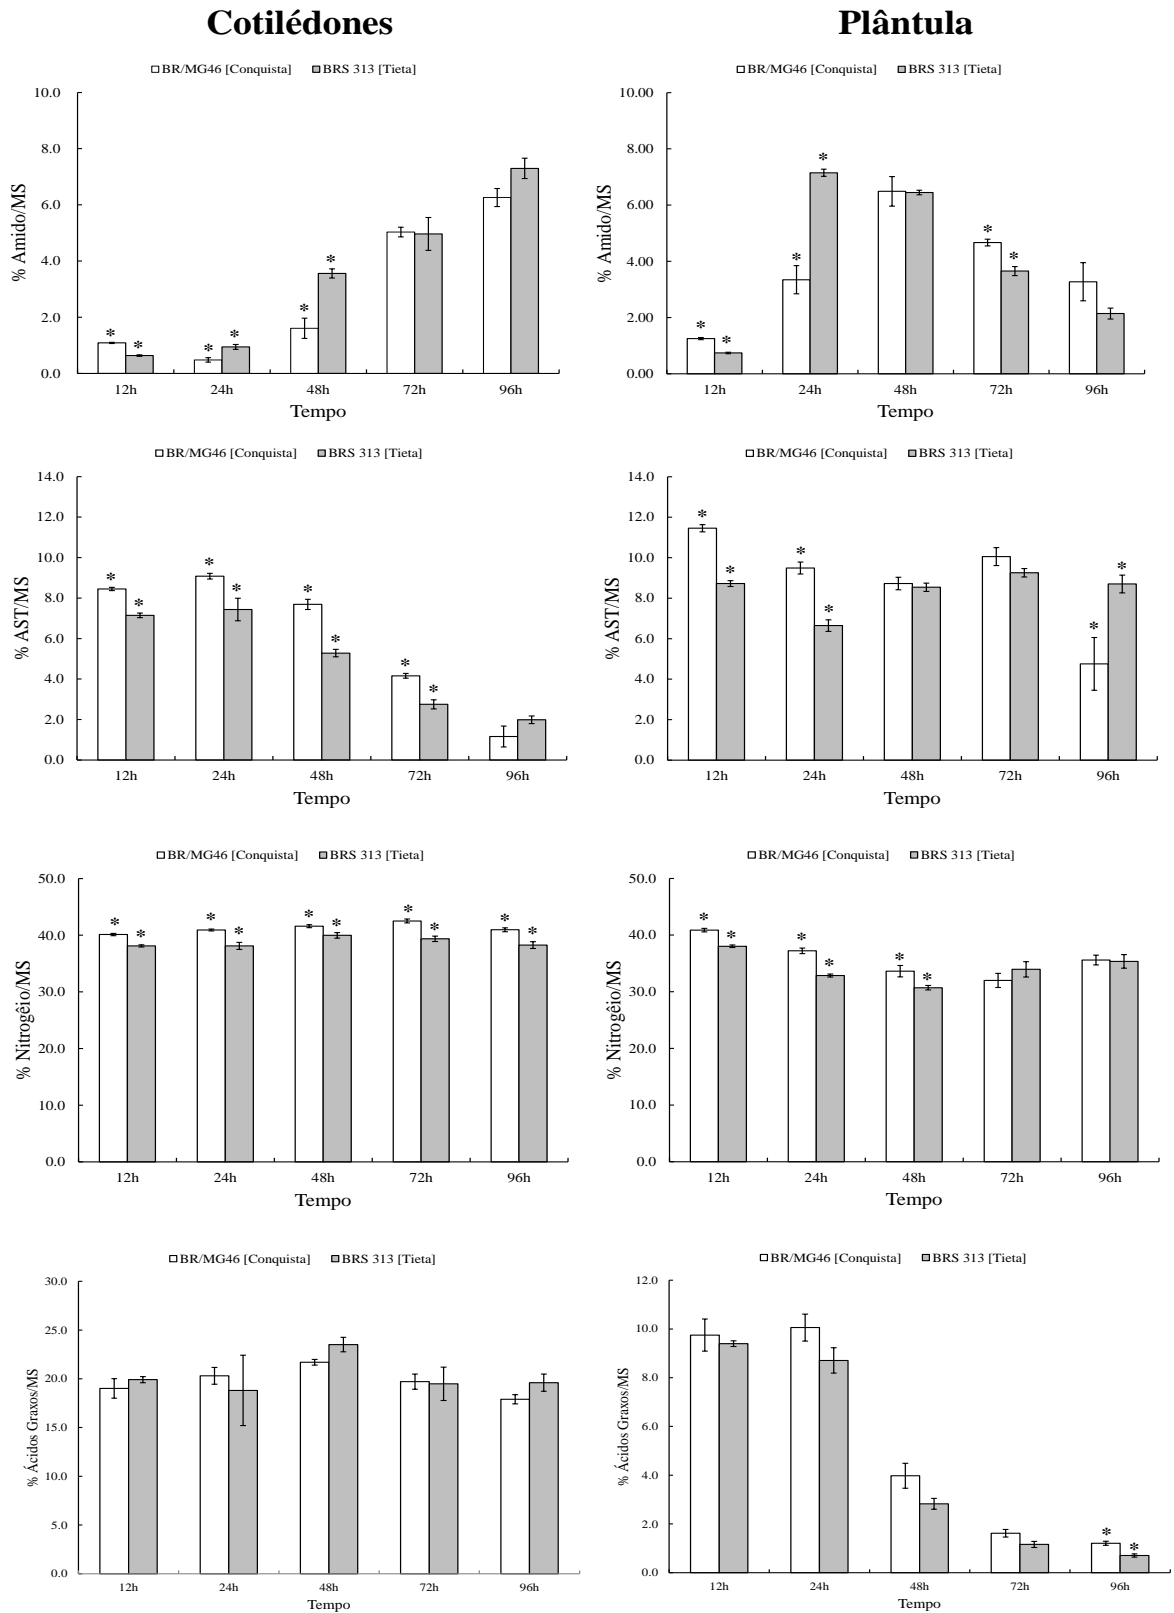 Cotilédones
Plântula
BR/MG46 [Conquista] BRS 313 [Tieta]
% Amido/MS
10.0
8.0
6.0
4.0
2.0
0.0
* * * * * *
12h 24h 48h 72h 96h
Tempo
BR/MG46 [Conquista] BRS 313 [Tieta]
% Amido/MS
10.00
8.00
6.00
4.00
2.00
0.00
* * * * * *
12h 24h 48h 72h 96h
Tempo
BR/MG46 [Conquista] BRS 313 [Tieta]
% AST/MS
14.0
12.0
10.0
8.0
6.0
4.0
2.0
0.0
* * * * * * * *
12h 24h 48h 72h 96h
Tempo
BR/MG46 [Conquista] BRS 313 [Tieta]
% AST/MS
14.0
12.0
10.0
8.0
6.0
4.0
2.0
0.0
* * * * *
12h 24h 48h 72h 96h
Tempo
BR/MG46 [Conquista] BRS 313 [Tieta]
% Nitrogêio/MS
50.0
40.0
30.0
20.0
10.0
0.0
* * * * * * * * * *
12h 24h 48h 72h 96h
Tempo
BR/MG46 [Conquista] BRS 313 [Tieta]
% Nitrogêio/MS
50.0
40.0
30.0
20.0
10.0
0.0
* * * * * *
12h 24h 48h 72h 96h
Tempo
BR/MG46 [Conquista] BRS 313 [Tieta]
% Ácidos Graxos/MS
30.0
25.0
20.0
15.0
10.0
5.0
0.0
12h 24h 48h 72h 96h
Tempo
BR/MG46 [Conquista] BRS 313 [Tieta]
% Ácidos Graxos/MS
12.0
10.0
8.0
6.0
4.0
2.0
0.0
* *
12h 24h 48h 72h 96h
Tempo